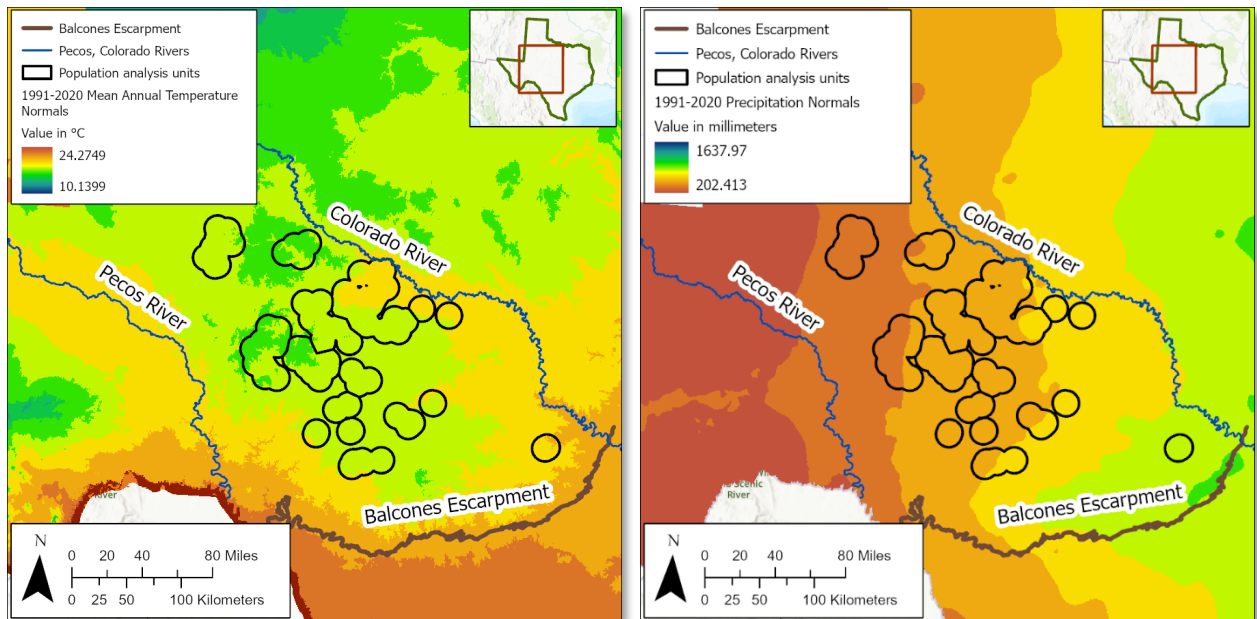 Balcones Escarpment
Pecos, Colorado Rivers
Population analysis units
1991-2020 Mean Annual Temperature
Normals
Value in °C
24.2749
10.1399
Colorado River
Pecos River
River
Balcones Escarpment
N
0 20 40 80 Miles
0 25 50 100 Kilometers
Balcones Escarpment
Pecos, Colorado Rivers
Population analysis units
1991-2020 Precipitation Normals
Value in millimeters
1637.97
202.413
Colorado River
Pecos River
Scenic
River
Balcones Escarpment
N
0 20 40 80 Miles
0 25 50 100 Kilometers